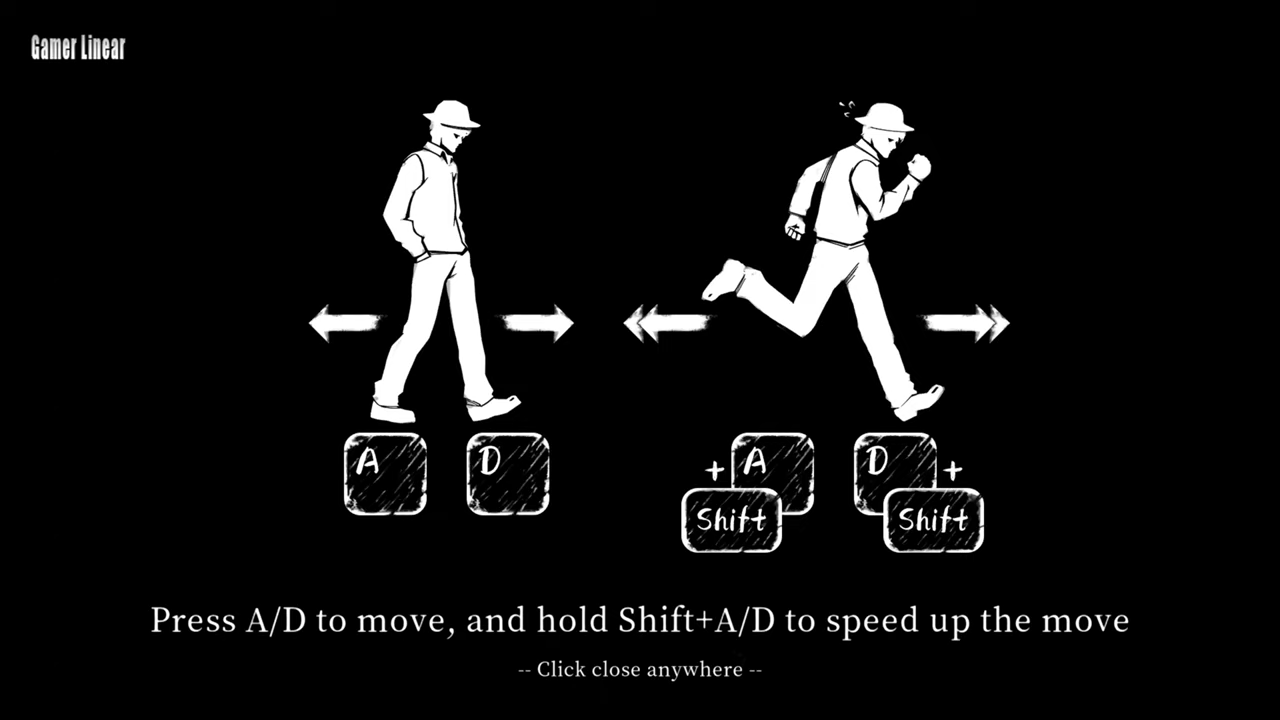 Gamer Linear
A
D
+ A
Shift
D +
Shift
Press A/D to move, and hold Shift+A/D to speed up the move
-- Click close anywhere --